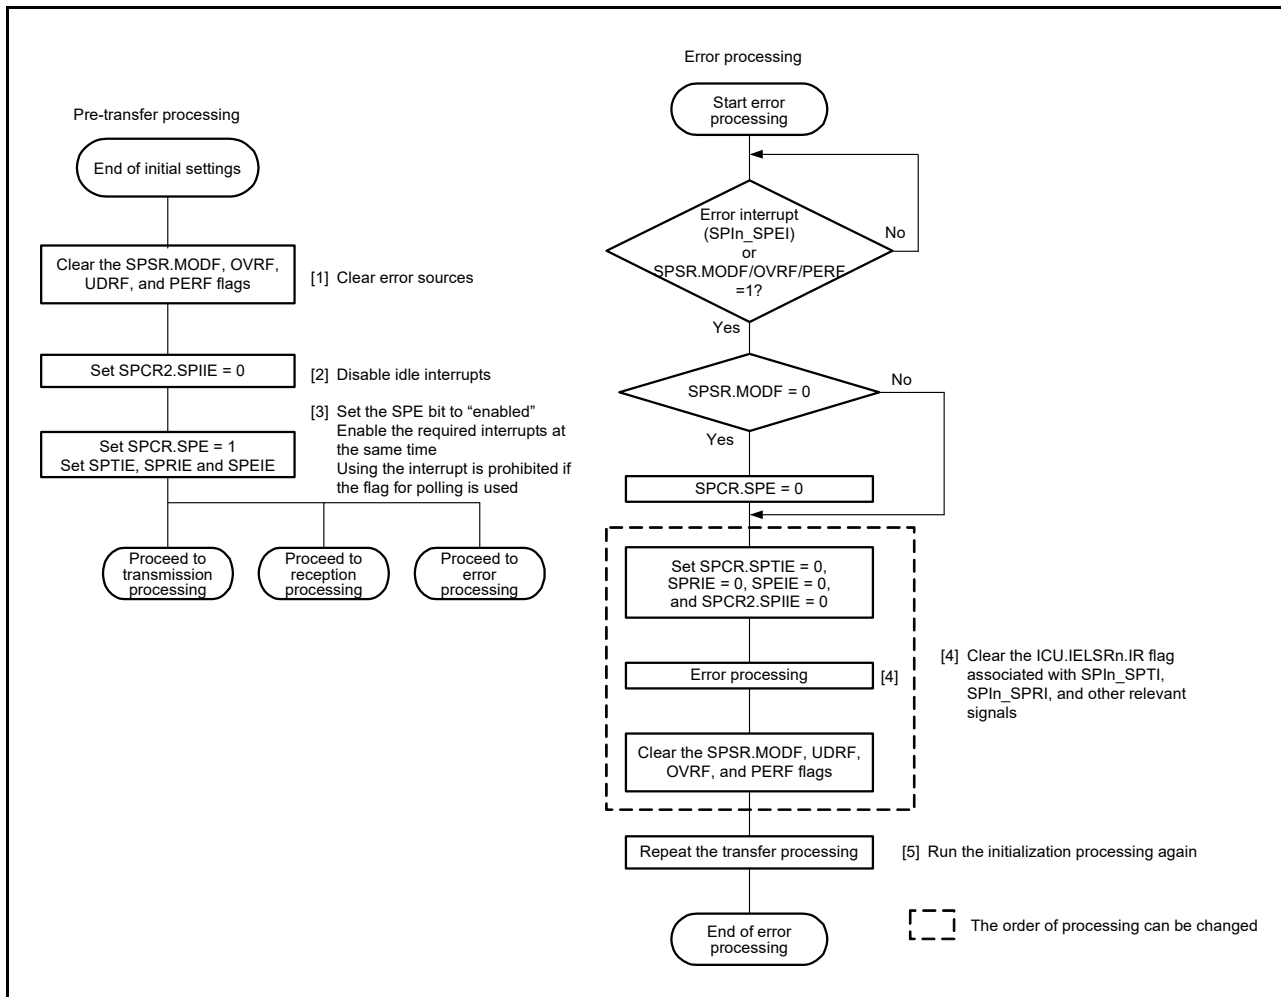 Pre-transfer processing
End of initial settings
Clear the SPSR.MODF, OVRF,
UDRF, and PERF flags
[1] Clear error sources
Set SPCR2.SPIIE = 0
[2] Disable idle interrupts
[3] Set the SPE bit to “enabled”
Enable the required interrupts at
the same time
Using the interrupt is prohibited if
the flag for polling is used
Set SPCR.SPE = 1
Set SPTIE, SPRIE and SPEIE
Proceed to
transmission
processing
Proceed to
reception
processing
Proceed to
error
processing
Error processing
Start error
processing
Error interrupt
(SPIn_SPEI)
or
SPSR.MODF/OVRF/PERF
=1?
No
Yes
SPSR.MODF = 0
No
Yes
SPCR.SPE = 0
Set SPCR.SPTIE = 0,
SPRIE = 0, SPEIE = 0,
and SPCR2.SPIIE = 0
Error processing
[4]
[4] Clear the ICU.IELSRn.IR flag
associated with SPIn_SPTI,
SPIn_SPRI, and other relevant
signals
Clear the SPSR.MODF, UDRF,
OVRF, and PERF flags
Repeat the transfer processing
[5] Run the initialization processing again
End of error
processing
The order of processing can be changed